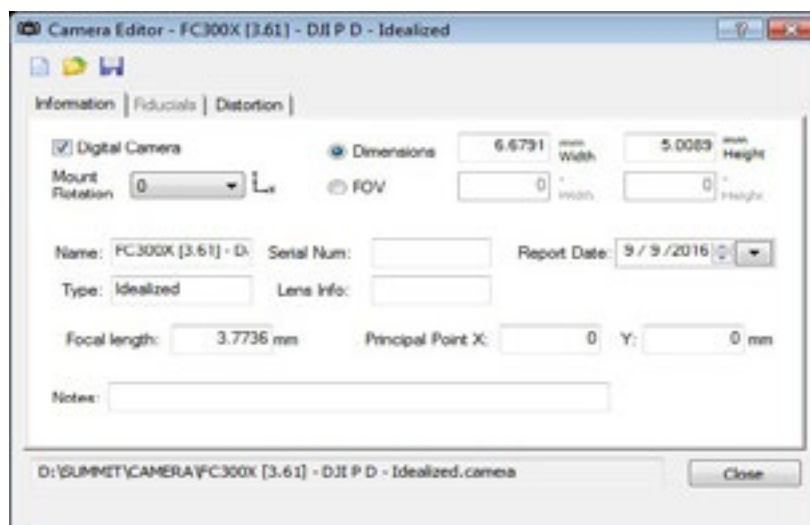 Camera Editor - FC300X [3.61] - DJI P D - Idealized
Information Fiducials Distortion
Digital Camera Dimensions 6.6791 mm Width 5.0089 mm Height
Mount Rotation 0 FOV 0 ° Width 0 ° Height
Name: FC300X [3.61] - D. Serial Num: Report Date: 9 / 9 /2016
Type: Idealized Lens Info:
Focal length: 3.7736 mm Principal Point X: 0 Y: 0 mm
Notes:
D:\SUMMIT\CAMERA\FC300X [3.61] - DJI P D - Idealized.camera Close